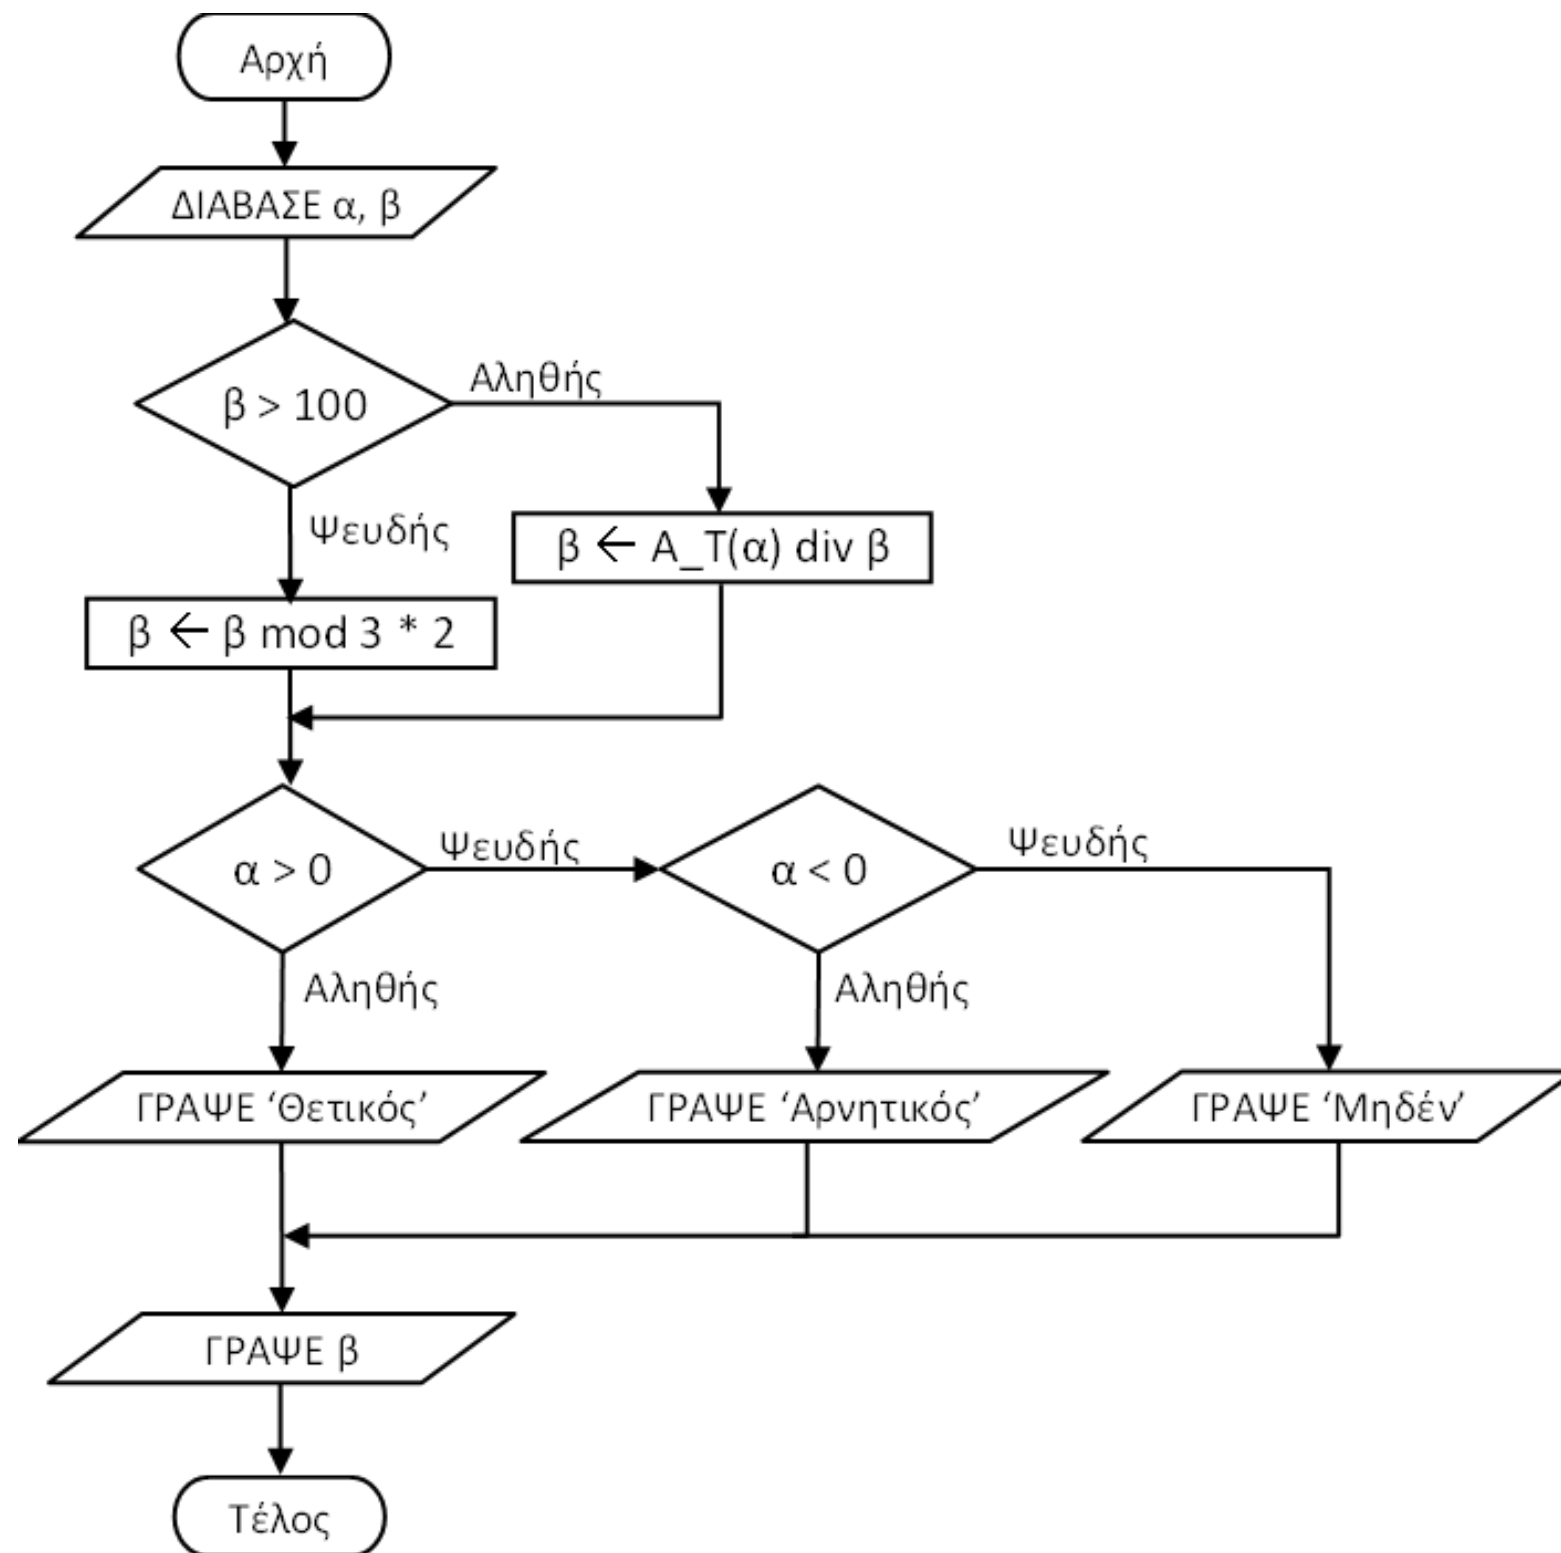 Αρχή
ΔΙΑΒΑΣΕ α, β
β > 100
Αληθής
Ψευδής
β ← Α_Τ(α) div β
β ← β mod 3 * 2
α > 0
Ψευδής
α < 0
Ψευδής
Αληθής
Αληθής
ΓΡΑΨΕ ‘Θετικός’
ΓΡΑΨΕ ‘Αρνητικός’
ΓΡΑΨΕ ‘Μηδέν’
ΓΡΑΨΕ β
Τέλος